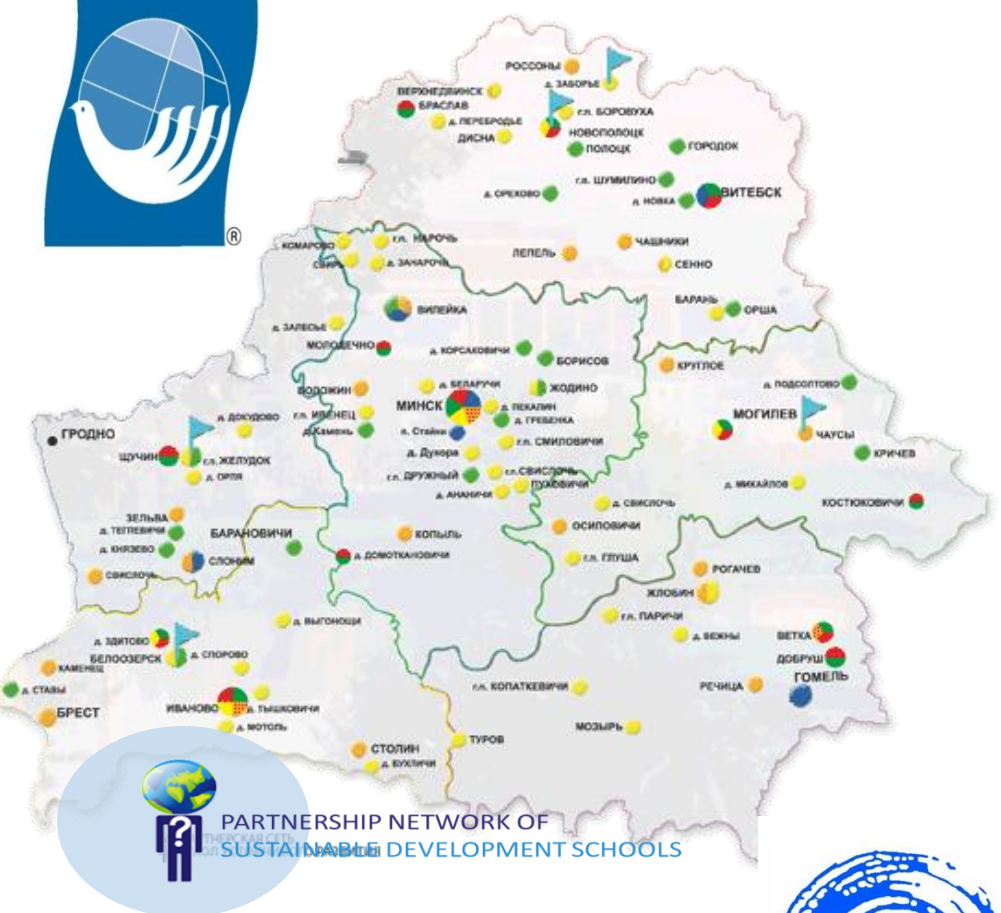 ®
РОССОНЫ
д. ЗАБОРЬЕ
ВЕРХНЕДВИНСК
БРАСЛАВ
г.п. БОРОВУХА
д. ПЕРЕБРОДЬЕ
НОВОПОЛОЦК
ДИСНА
ПОЛОЦК
ГОРОДОК
г.п. ШУМИЛИНО
д. ОРЕХОВО
д. НОВКА
ВИТЕБСК
КОМАРОВО
г.п. НАРОЧЬ
ЧАШНИКИ
ЛЕПЕЛЬ
СВИРЬ
д. ЗАНАРОЧЬ
СЕННО
БАРАНЬ
ОРША
ВИЛЕЙКА
д. ЗАЛЕСЬЕ
МОЛОДЕЧНО
д. КОРСАКОВИЧИ
БОРИСОВ
КРУГЛОЕ
д. ПОДСОЛТОВО
ВОЛОЖИН
д. БЕЛАРУЧИ
ЖОДИНО
МИНСК
д. ПЕКАЛИН
г.п. ИВЕНЕЦ
д. ГРЕБЕНКА
МОГИЛЕВ
д. ДОКУДОВО
д.Камень
п. Стайки
ЧАУСЫ
ГРОДНО
г.п. СМИЛОВИЧИ
д. Дукора
КРИЧЕВ
ЩУЧИН
г.п. ЖЕЛУДОК
г.п. ДРУЖНЫЙ
г.п. СВИСЛОЧЬ
д. ОРЛЯ
ПУХОВИЧИ
д. МИХАЙЛОВ
д. АНАНИЧИ
д. СВИСЛОЧЬ
КОСТЮКОВИЧИ
ЗЕЛЬВА
ОСИПОВИЧИ
д. ТЕГЛЕВИЧИ
БАРАНОВИЧИ
КОПЫЛЬ
д. КНЯЗЕВО
д. ДОМОТКАНОВИЧИ
г.п. ГЛУША
СЛОНИМ
СВИСЛОЧЬ
РОГАЧЕВ
ЖЛОБИН
г.п. ПАРИЧИ
д. ВЫГОНОЩИ
д. ВЕЖНЫ
ВЕТКА
д. ЗДИТОВО
БЕЛООЗЕРСК
д. СПОРОВО
ДОБРУШ
КАМЕНЕЦ
ГОМЕЛЬ
д. СТАВЫ
г.п. КОПАТКЕВИЧИ
РЕЧИЦА
ИВАНОВО
д. ТЫШКОВИЧИ
БРЕСТ
д. МОТОЛЬ
МОЗЫРЬ
ТУРОВ
СТОЛИН
д. БУХЛИЧИ
?
PARTNERSHIP NETWORK OF
SUSTAINABLE DEVELOPMENT SCHOOLS